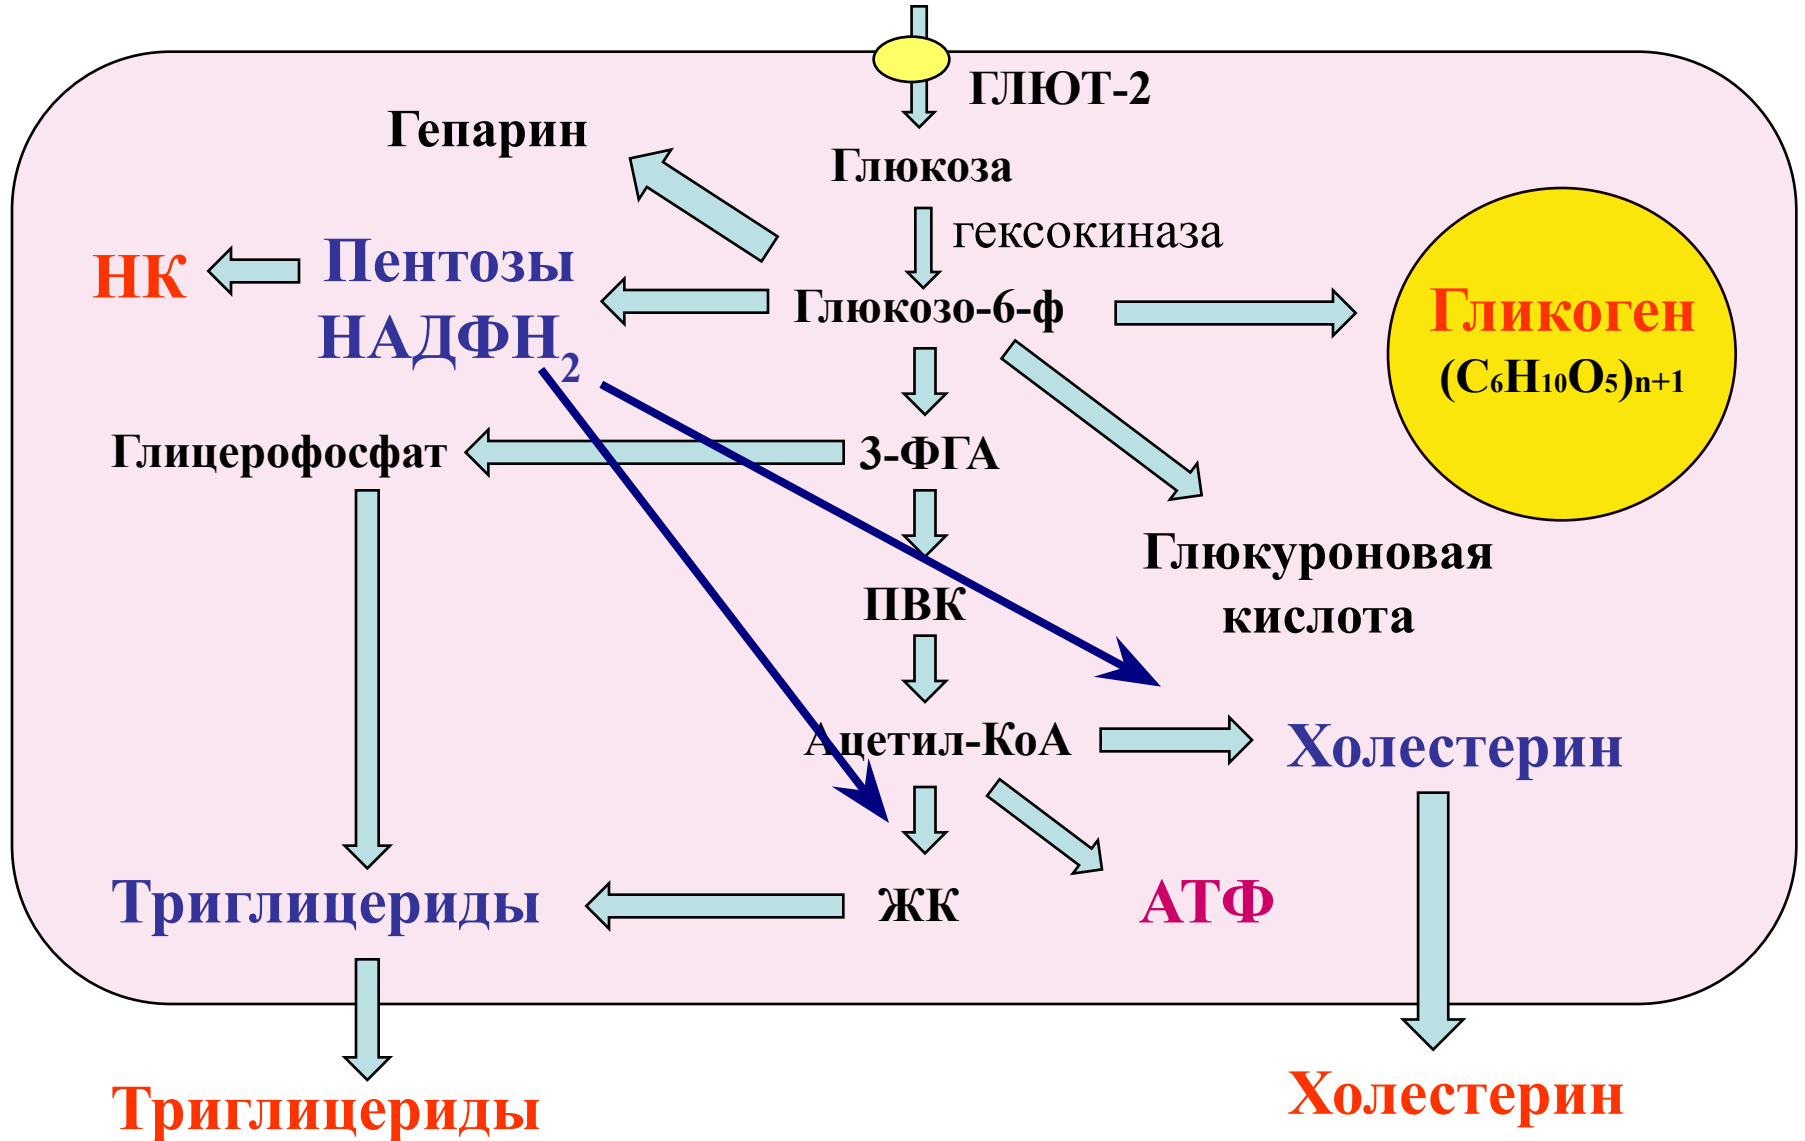 ГЛЮТ-2
Гепарин
Глюкоза
гексокиназа
Пентозы
НК
НАДФН2
Глюкозо-6-ф
Гликоген
(C6H10O5)n+1
Глицерофосфат
3-ФГА
Глюкуроновая
кислота
ПВК
Ацетил-КоА
Холестерин
Триглицериды
ЖК
АТФ
Триглицериды
Холестерин